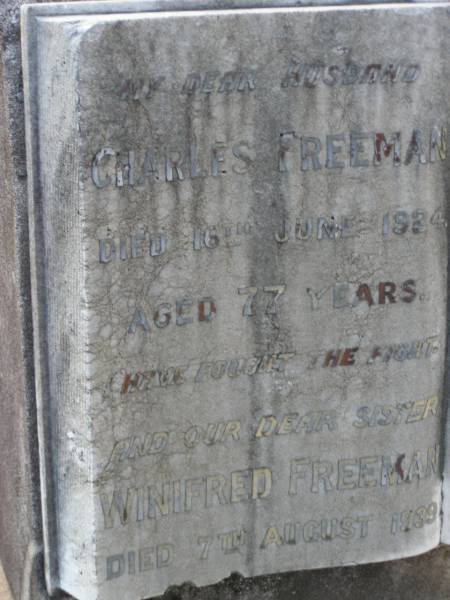 MY DEAR HUSBAND
CHARLES FREEMAN
DIED 16TH JUNE 1934
AGED 77 YEARS.
I HAVE FOUGHT THE FIGHT.
AND OUR DEAR SISTER
WINIFRED FREEMAN
DIED 7TH AUGUST 1939